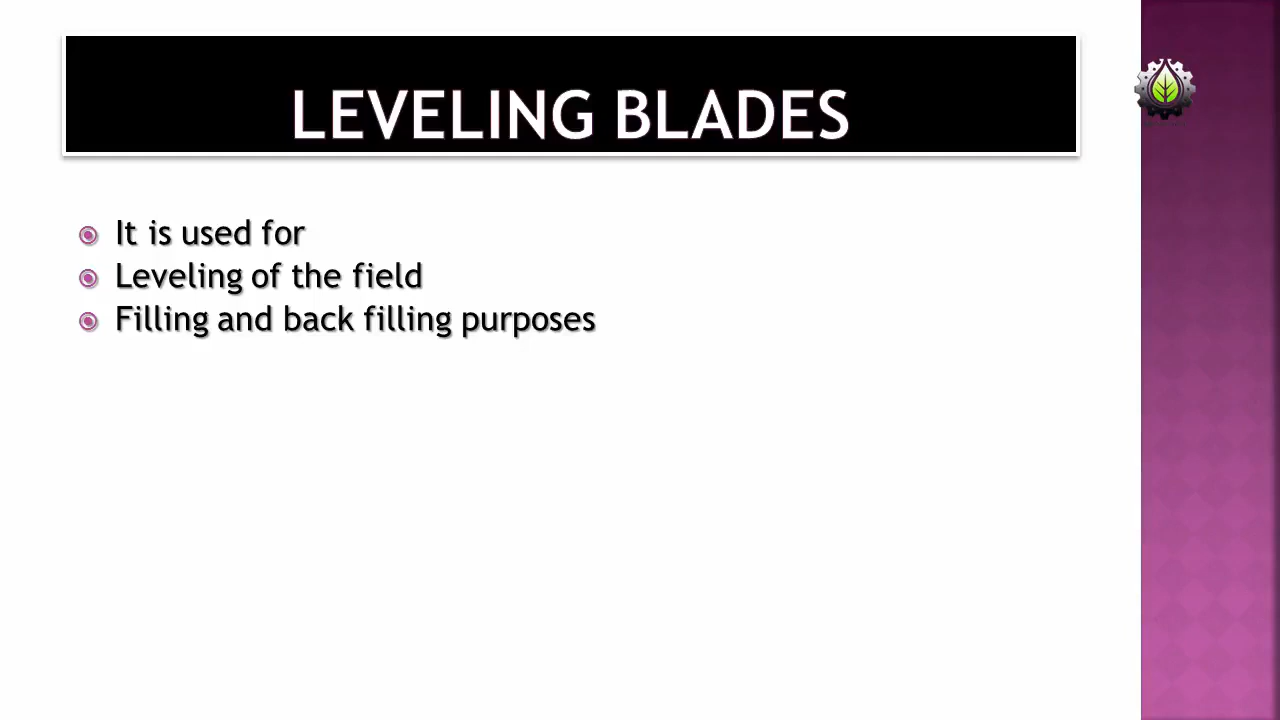 LEVELING BLADES
It is used for
Leveling of the field
Filling and back filling purposes